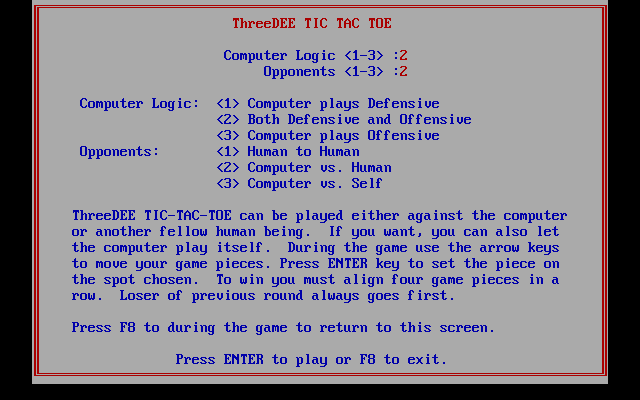 ThreeDEE TIC TAC TOE
Computer Logic <1-3> :2
Opponents <1-3> :2
Computer Logic: <1> Computer plays Defensive
<2> Both Defensive and Offensive
<3> Computer plays Offensive
Opponents: <1> Human to Human
<2> Computer vs. Human
<3> Computer vs. Self
ThreeDEE TIC-TAC-TOE can be played either against the computer
or another fellow human being. If you want, you can also let
the computer play itself. During the game use the arrow keys
to move your game pieces. Press ENTER key to set the piece on
the spot chosen. To win you must align four game pieces in a
row. Loser of previous round always goes first.
Press F8 to during the game to return to this screen.
Press ENTER to play or F8 to exit.